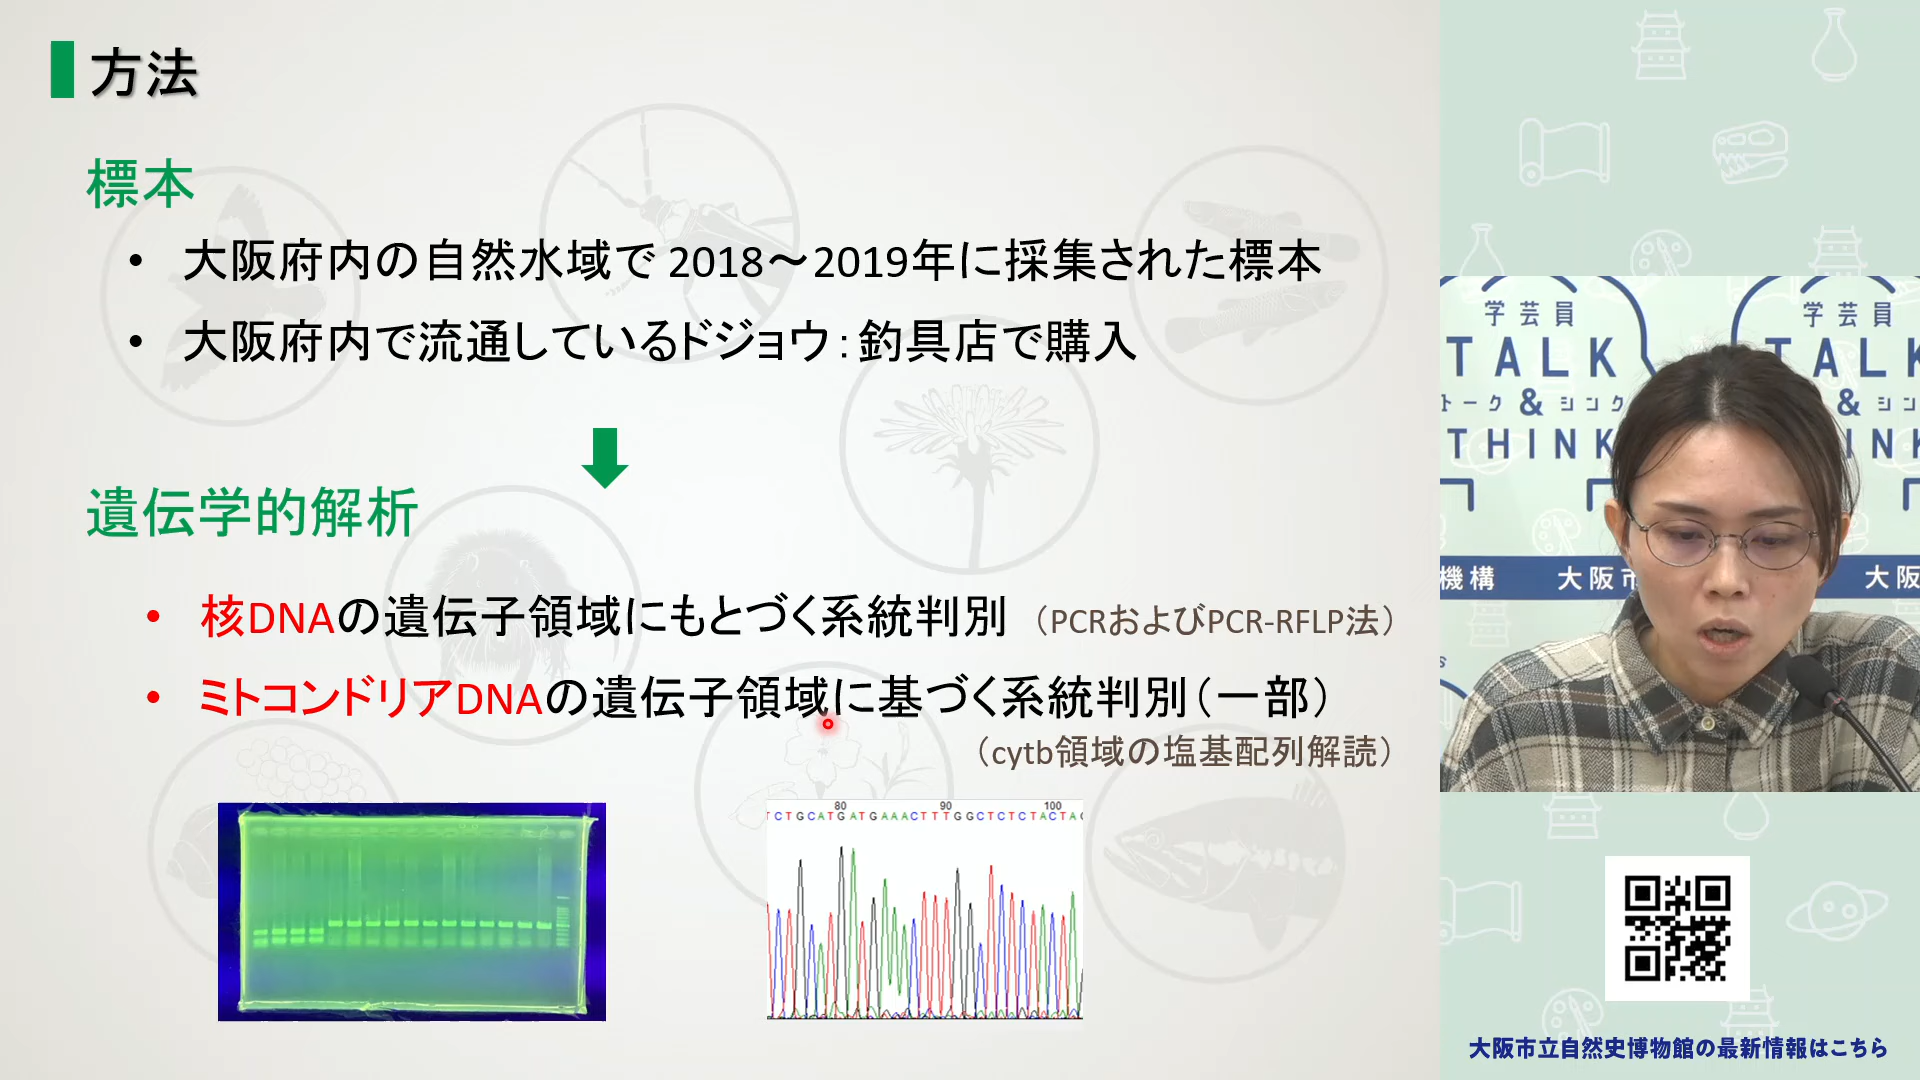 方法
標本
• 大阪府内の自然水域で 2018～2019年に採集された標本
• 大阪府内で流通しているドジョウ：釣具店で購入
遺伝学的解析
• 核DNAの遺伝子領域にもとづく系統判別 （PCRおよびPCR-RFLP法）
• ミトコンドリアDNAの遺伝子領域に基づく系統判別（一部）
（cytb領域の塩基配列解読）
80 90 100
CTGCATGATGAAACTTTGGCTCTCTACTA
学芸員 学芸員
TALK TALK
トーク & シンク & シン
THINK INK
機構 大阪市 大阪
大阪市立自然史博物館の最新情報はこちら